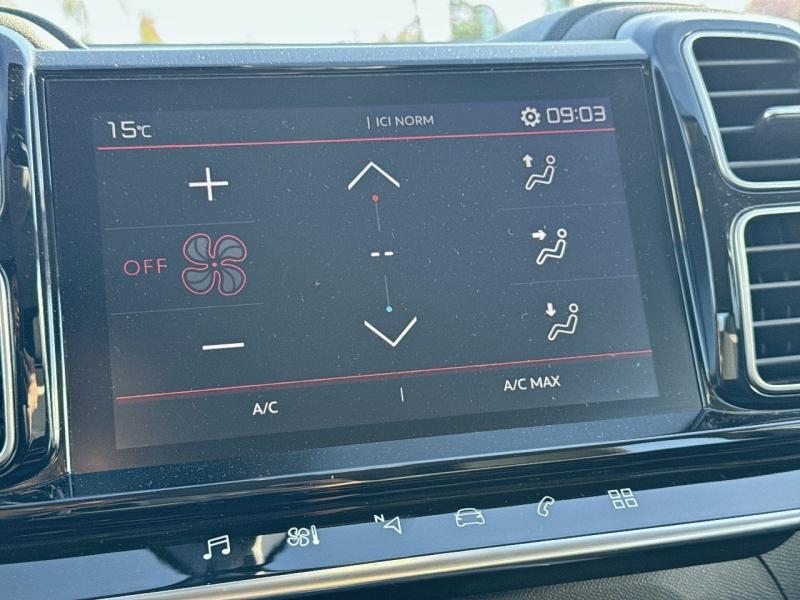 15°C
| ICI NORM
09:03
OFF
--
A/C
A/C MAX
N